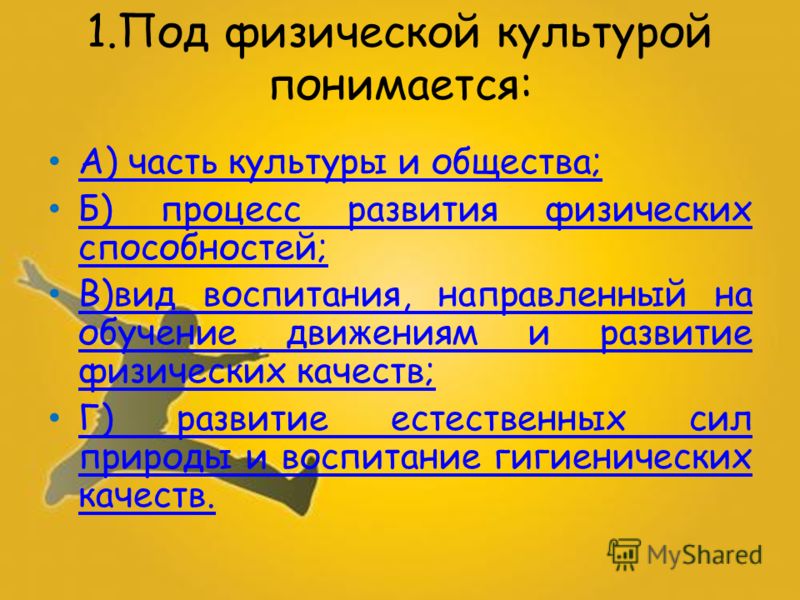 1.Под физической культурой
понимается:
• А) часть культуры и общества;
• Б) процесс развития физических
способностей;
• В)вид воспитания, направленный на
обучение движениям и развитие
физических качеств;
• Г) развитие естественных сил
природы и воспитание гигиенических
качеств.
MyShared